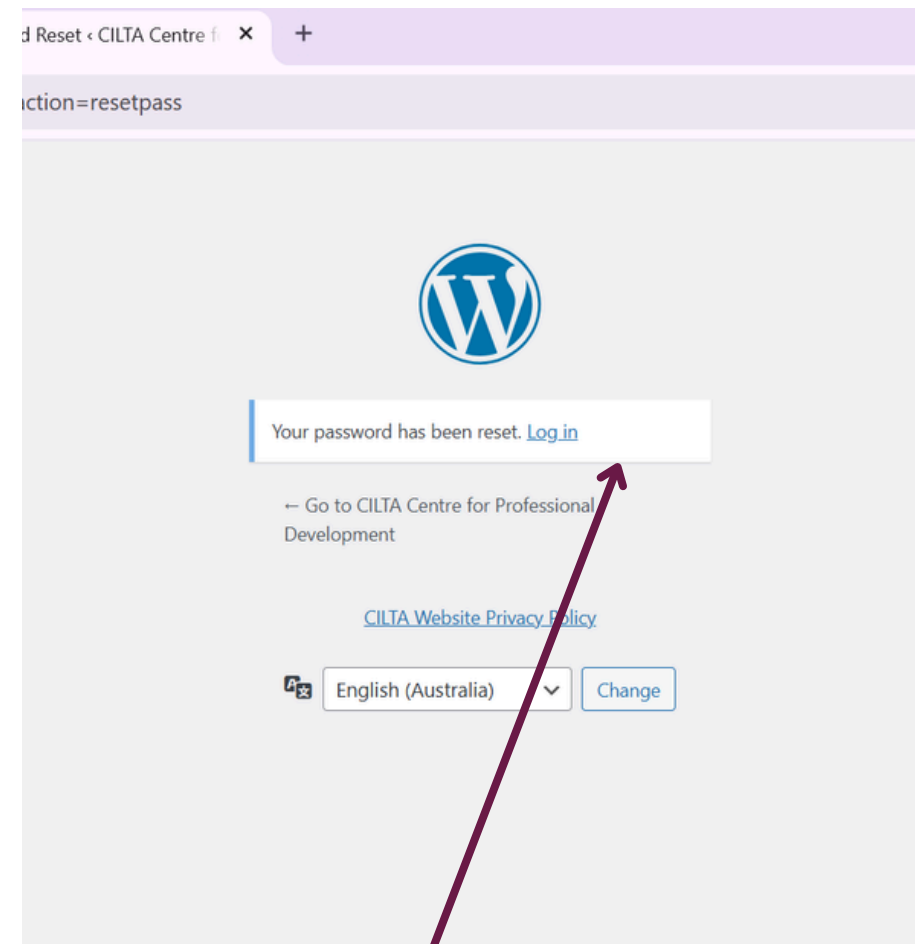 d Reset ‹ CILTA Centre f
ction=resetpass
Your password has been reset. Log in
← Go to CILTA Centre for Professional
Development
CILTA Website Privacy Policy
English (Australia)
Change